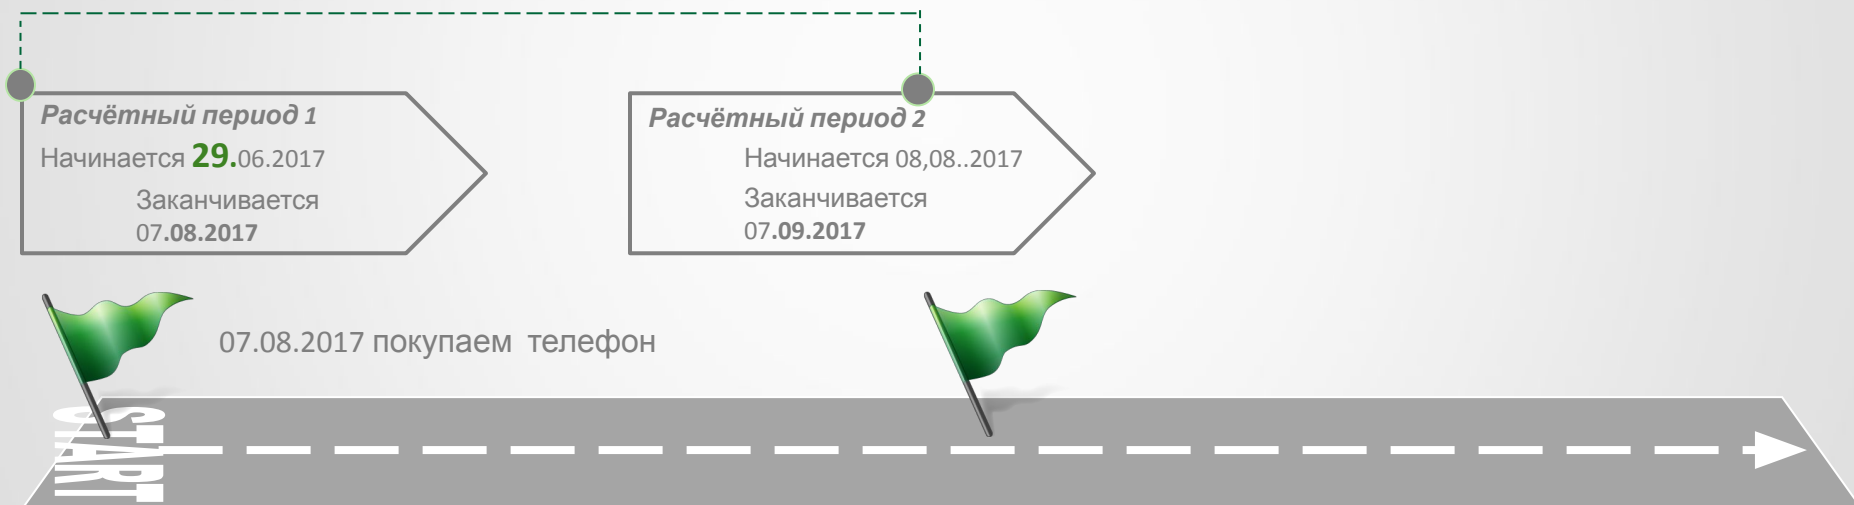 Расчётный период 1
Начинается 29.06.2017
Заканчивается
07.08.2017
Расчётный период 2
Начинается 08,08..2017
Заканчивается
07.09.2017
07.08.2017 покупаем телефон
START